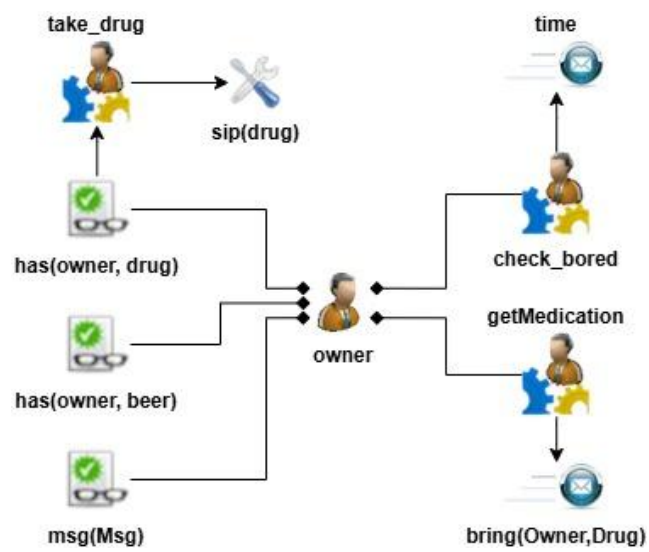 take_drug
time
sip(drug)
has(owner, drug)
check_bored
getMedication
owner
has(owner, beer)
msg(Msg)
bring(Owner,Drug)